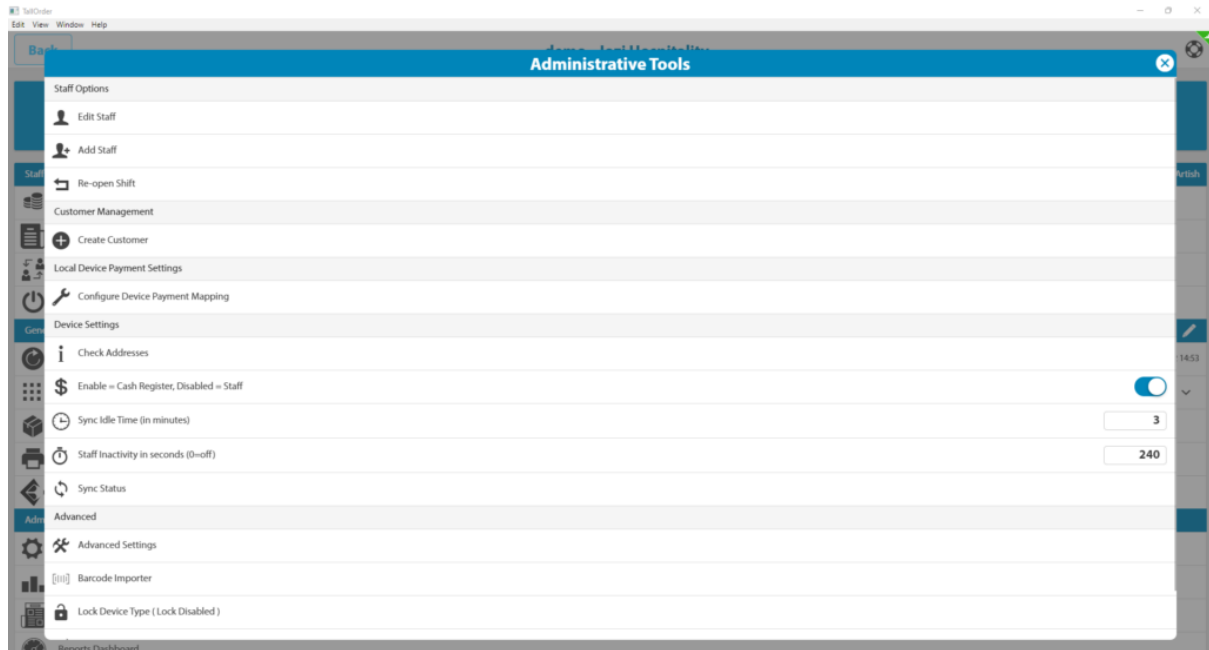 TallOrder
Edit View Window Help
Administrative Tools
Staff Options
Edit Staff
Add Staff
Re-open Shift
Customer Management
Create Customer
Local Device Payment Settings
Configure Device Payment Mapping
Device Settings
Check Addresses
Enable = Cash Register, Disabled = Staff
Sync Idle Time (in minutes) 3
Staff Inactivity in seconds (0=off) 240
Sync Status
Advanced
Advanced Settings
Barcode Importer
Lock Device Type ( Lock Disabled )
Artish
14:53
Reports Dashboard